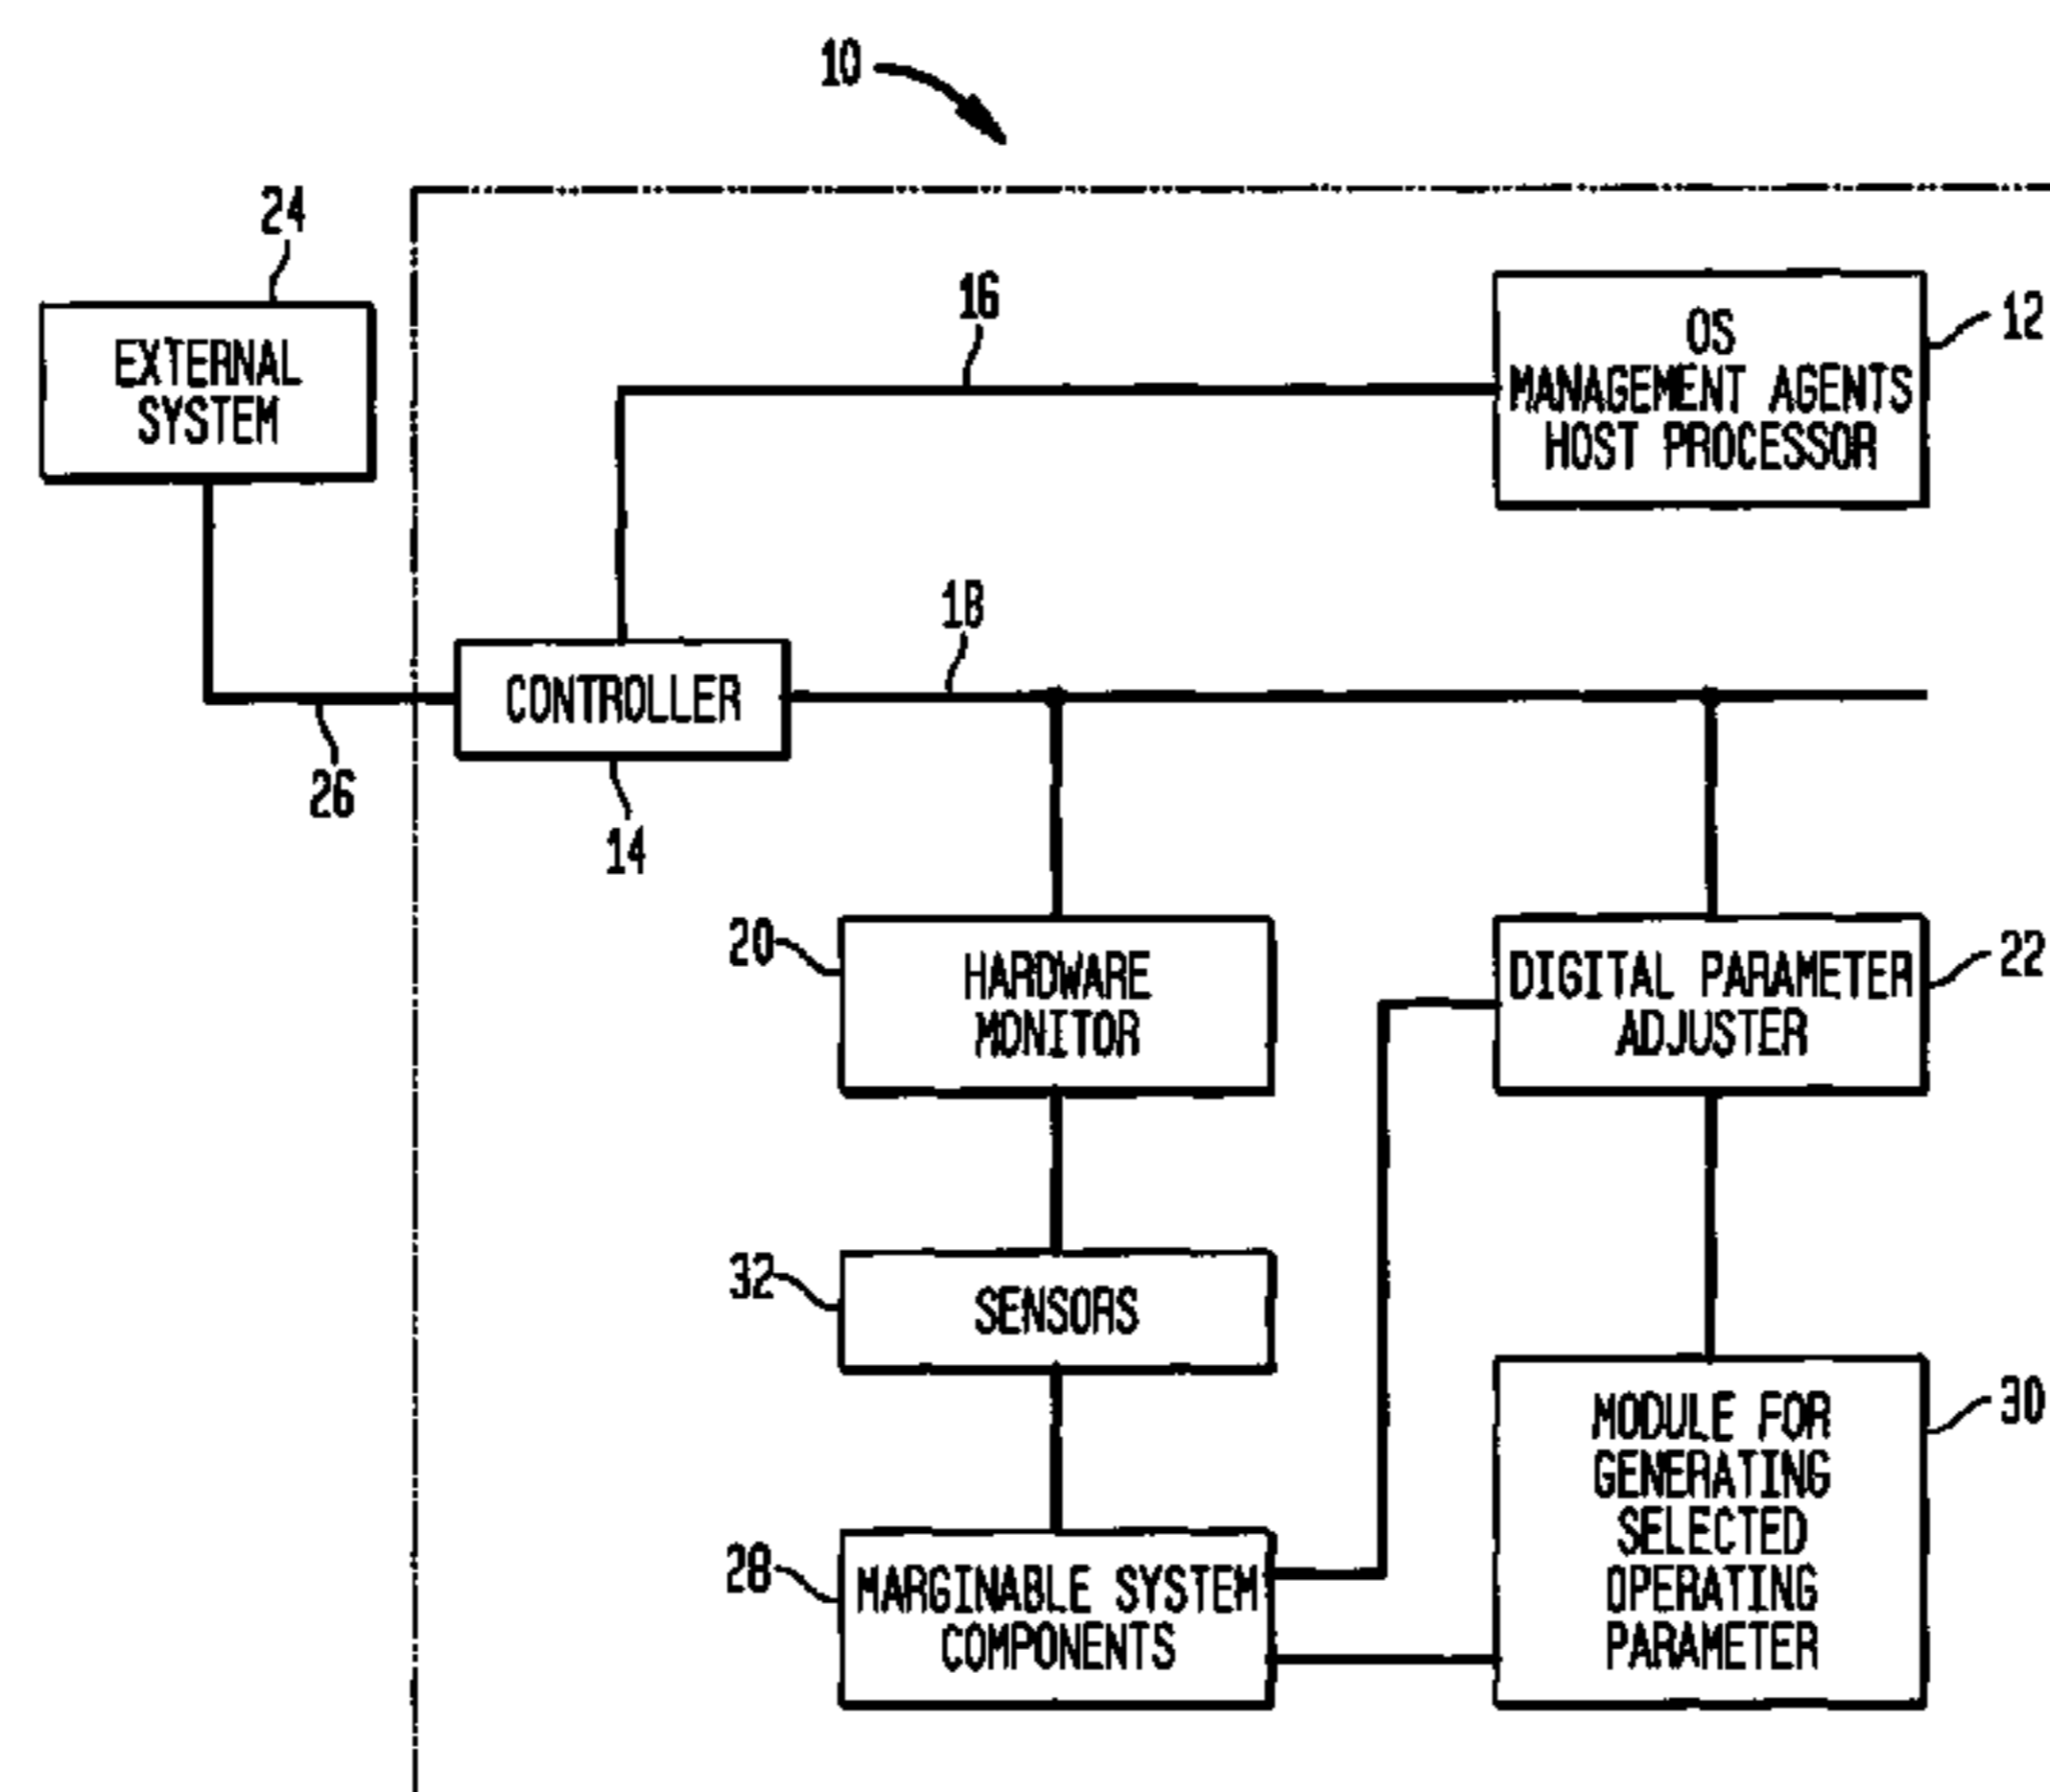 10
24
EXTERNAL
SYSTEM
16
OS
MANAGEMENT AGENTS
HOST PROCESSOR
12
18
CONTROLLER
26
14
20
HARDWARE
MONITOR
DIGITAL PARAMETER
ADJUSTER
22
32
SENSORS
MODULE FOR
GENERATING
SELECTED
OPERATING
PARAMETER
30
28
MARGINABLE SYSTEM
COMPONENTS